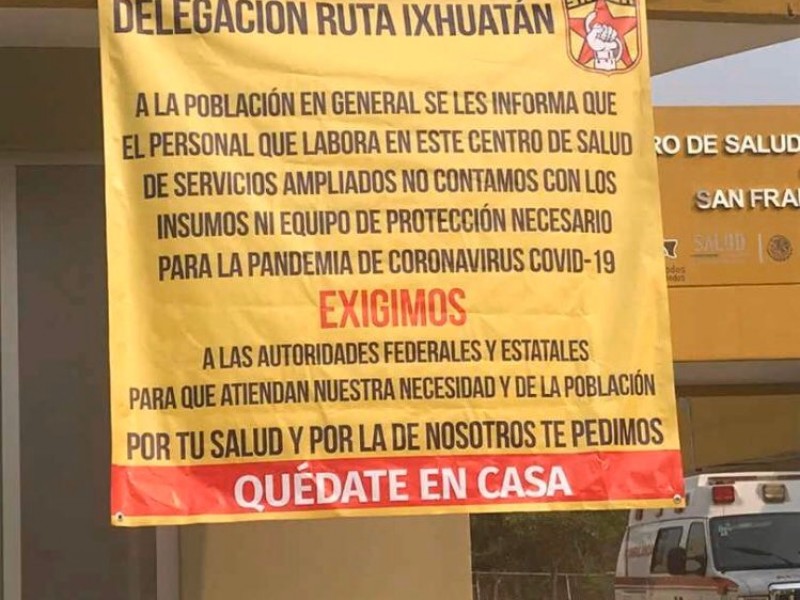 DELEGACIÓN RUTA IXHUATÁN
A LA POBLACIÓN EN GENERAL SE LES INFORMA QUE
EL PERSONAL QUE LABORA EN ESTE CENTRO DE SALUD
DE SERVICIOS AMPLIADOS NO CONTAMOS CON LOS
INSUMOS NI EQUIPO DE PROTECCIÓN NECESARIO
PARA LA PANDEMIA DE CORONAVIRUS COVID-19
EXIGIMOS
A LAS AUTORIDADES FEDERALES Y ESTATALES
PARA QUE ATIENDAN NUESTRA NECESIDAD Y DE LA POBLACIÓN
POR TU SALUD Y POR LA DE NOSOTROS TE PEDIMOS
QUÉDATE EN CASA
RO DE SALUD
SAN FRA
SALUD